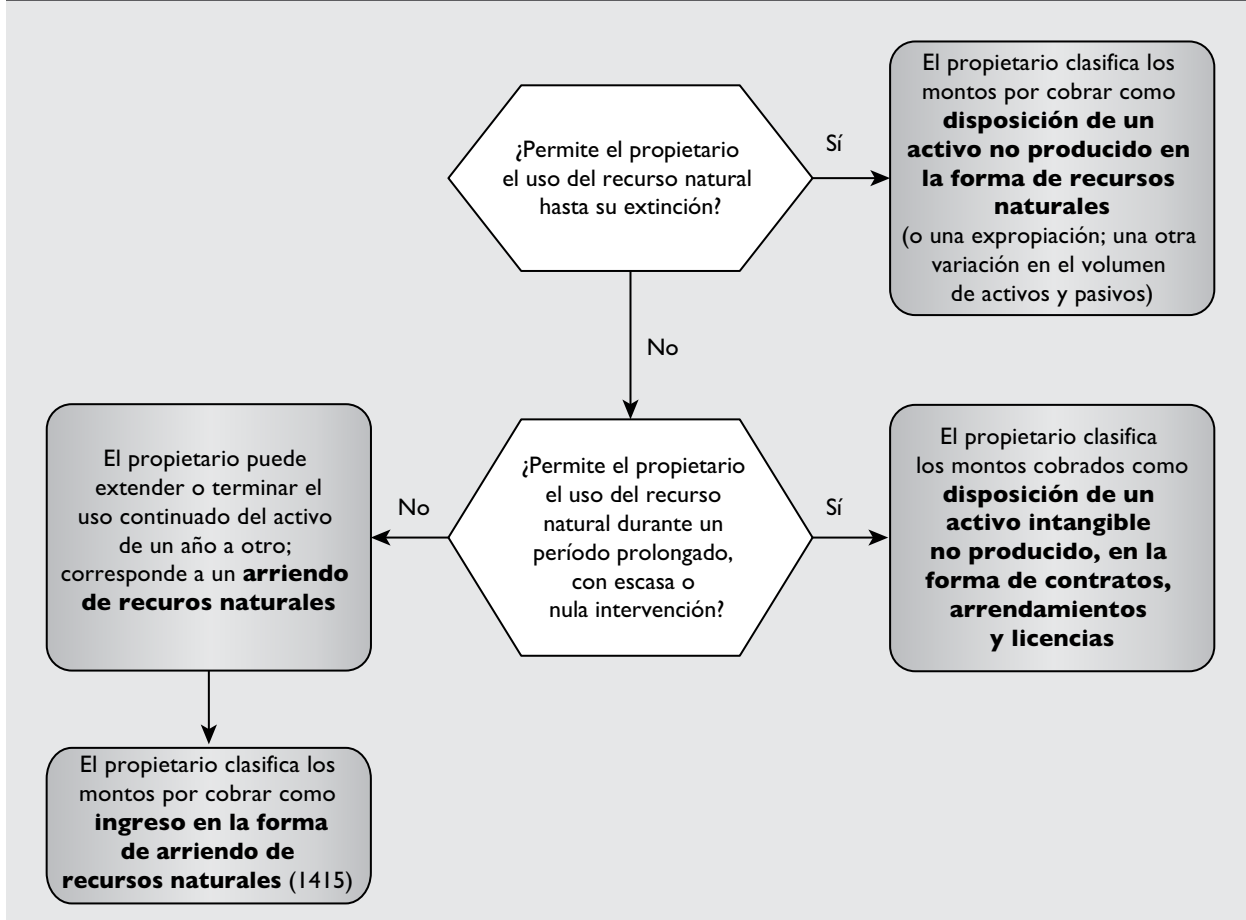 ¿Permite el propietario
el uso del recurso natural
hasta su extinción?
Sí
El propietario clasifica los
montos por cobrar como
disposición de un
activo no producido en
la forma de recursos
naturales
(o una expropiación; una otra
variación en el volumen
de activos y pasivos)
No
¿Permite el propietario
el uso del recurso
natural durante un
período prolongado,
con escasa o
nula intervención?
Sí
El propietario clasifica
los montos cobrados como
disposición de un
activo intangible
no producido, en la
forma de contratos,
arrendamientos
y licencias
No
El propietario puede
extender o terminar el
uso continuado del activo
de un año a otro;
corresponde a un arriendo
de recuros naturales
El propietario clasifica los
montos por cobrar como
ingreso en la forma
de arriendo de
recursos naturales (1415)